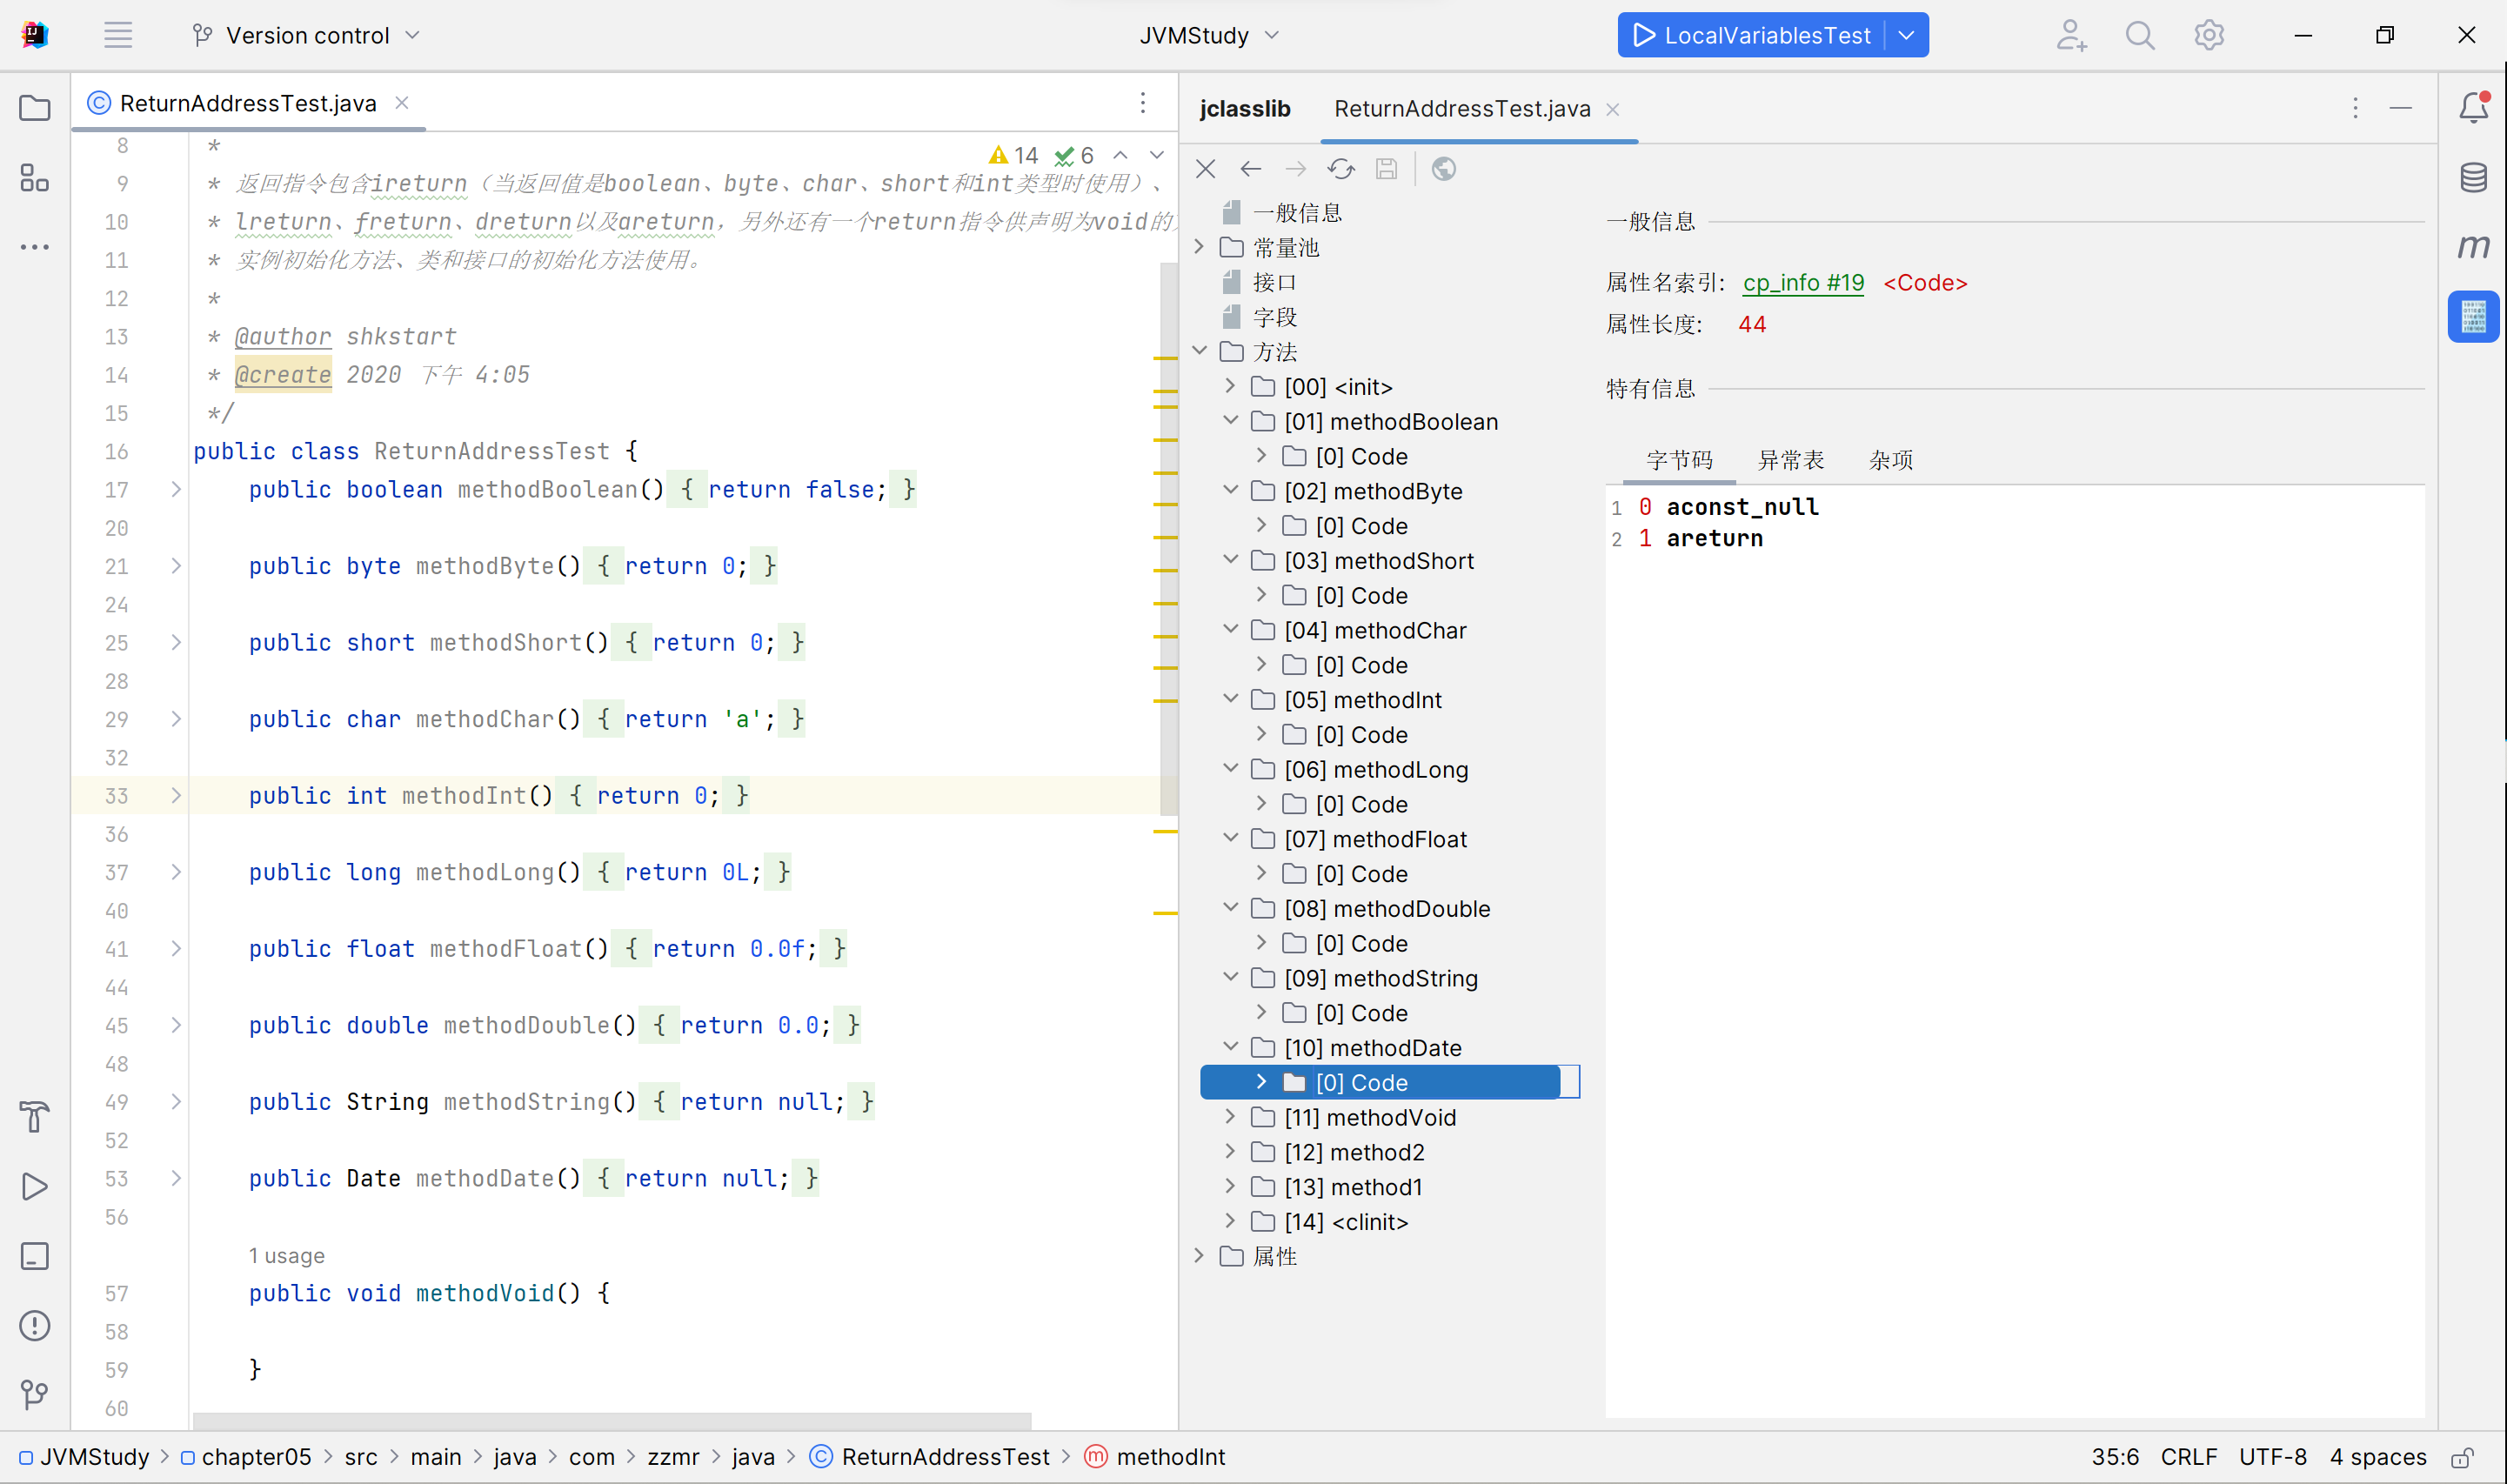 Version control
JVMStudy
LocalVariablesTest
ReturnAddressTest.java
14 6
8 *
9 * 返回指令包含ireturn（当返回值是boolean、byte、char、short和int类型时使用）、
10 * lreturn、freturn、dreturn以及areturn，另外还有一个return指令供声明为void的
11 * 实例初始化方法、类和接口的初始化方法使用。
12 *
13 * @author shkstart
14 * @create 2020 下午 4:05
15 */
16 public class ReturnAddressTest {
17 public boolean methodBoolean() { return false; }
20
21 public byte methodByte() { return 0; }
24
25 public short methodShort() { return 0; }
28
29 public char methodChar() { return 'a'; }
32
33 public int methodInt() { return 0; }
36
37 public long methodLong() { return 0L; }
40
41 public float methodFloat() { return 0.0f; }
44
45 public double methodDouble() { return 0.0; }
48
49 public String methodString() { return null; }
52
53 public Date methodDate() { return null; }
56
1 usage
57 public void methodVoid() {
58
59 }
60
jclasslib ReturnAddressTest.java
一般信息
常量池
接口
字段
方法
[00] <init>
[01] methodBoolean
[0] Code
[02] methodByte
[0] Code
[03] methodShort
[0] Code
[04] methodChar
[0] Code
[05] methodInt
[0] Code
[06] methodLong
[0] Code
[07] methodFloat
[0] Code
[08] methodDouble
[0] Code
[09] methodString
[0] Code
[10] methodDate
[0] Code
[11] methodVoid
[12] method2
[13] method1
[14] <clinit>
属性
一般信息
属性名索引: cp_info #19 <Code>
属性长度: 44
特有信息
字节码 异常表 杂项
1 0 aconst_null
2 1 areturn
m
JVMStudy > chapter05 > src > main > java > com > zzmr > java > ReturnAddressTest > methodInt
35:6 CRLF UTF-8 4 spaces